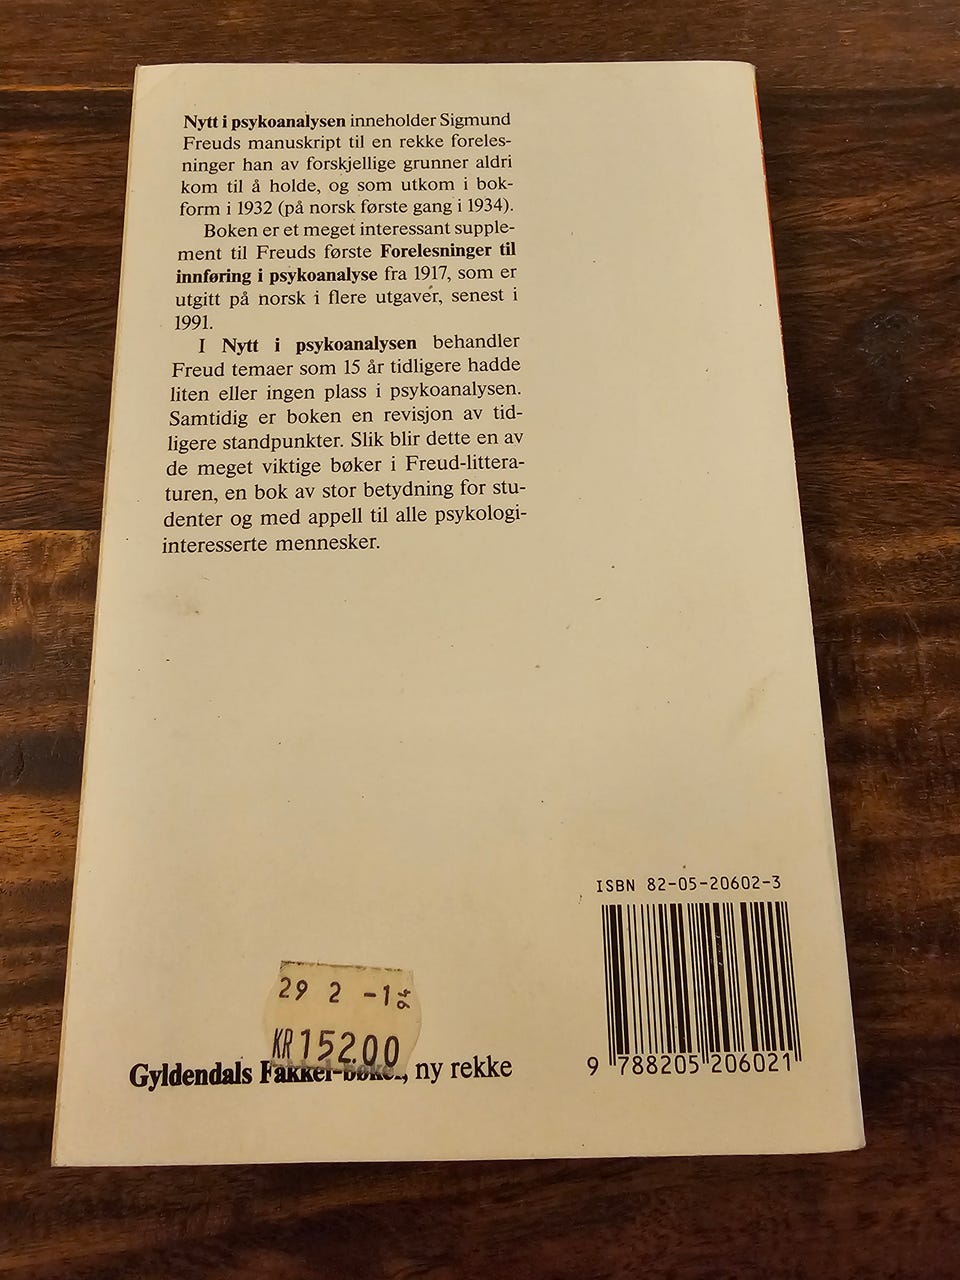 Nytt i psykoanalysen inneholder Sigmund
Freuds manuskript til en rekke foreles-
ninger han av forskjellige grunner aldri
kom til å holde, og som utkom i bok-
form i 1932 (på norsk første gang i 1934).
Boken er et meget interessant supple-
ment til Freuds første Forelesninger til
innføring i psykoanalyse fra 1917, som er
utgitt på norsk i flere utgaver, senest i
1991.
I Nytt i psykoanalysen behandler
Freud temaer som 15 år tidligere hadde
liten eller ingen plass i psykoanalysen.
Samtidig er boken en revisjon av tid-
ligere standpunkter. Slik blir dette en av
de meget viktige bøker i Freud-littera-
turen, en bok av stor betydning for stu-
denter og med appell til alle psykologi-
interesserte mennesker.
ISBN 82-05-20602-3
9 788205 206021
29 2 -1 94
KR 152.00
Gyldendals Fakkel-bøker, ny rekke